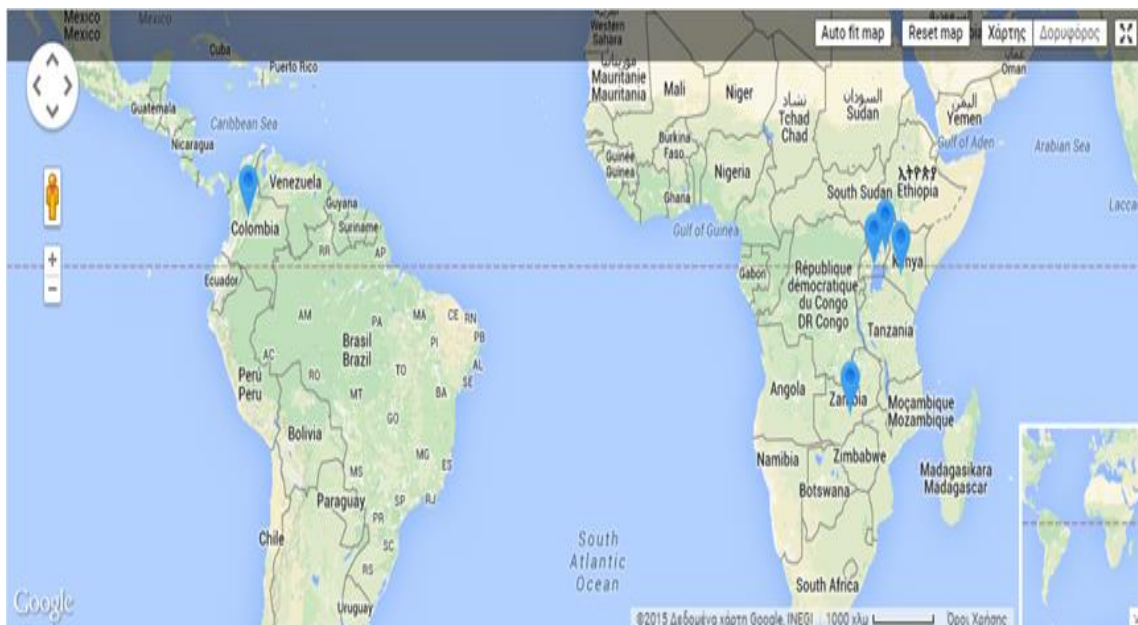 México
Mexico
Cuba
Puerto Rico
Guatemala
Caribbean Sea
Nicaragua
Venezuela
Guyana
Suriname
Colombia
Ecuador
RR
AP
AM
PA
MA
CE
RN
PB
PI
AL
SE
Brasil
Brazil
AC
RO
TO
BA
MT
Perú
Peru
GO
Bolivia
MG
ES
MS
SP
RJ
Paraguay
PR
SC
Chile
RS
Uruguay
Google
Western
Sahara
Auto fit map
Reset map
Χάρτης
Δορυφόρος
Oman
موريتانيا
Mauritanie
Mauritania
Mali
Niger
تشاد
Tchad
Chad
السودان
Sudan
اليمن
Yemen
Gulf of Aden
Arabian Sea
Burkina
Faso
Guinée
Guinea
Nigeria
Ghana
ኢትዮጵያ
Ethiopia
South Sudan
Lacca
Gulf of Guinea
Gabon
République
démocratique
du Congo
DR Congo
Kenya
Tanzania
Angola
Zambia
Moçambique
Mozambique
Namibia
Zimbabwe
Botswana
Madagasikara
Madagascar
South
Atlantic
Ocean
South Africa
©2015 Δεδομένα χάρτη Google, INEGI
1000 χλμ
Όροι Χρήσης